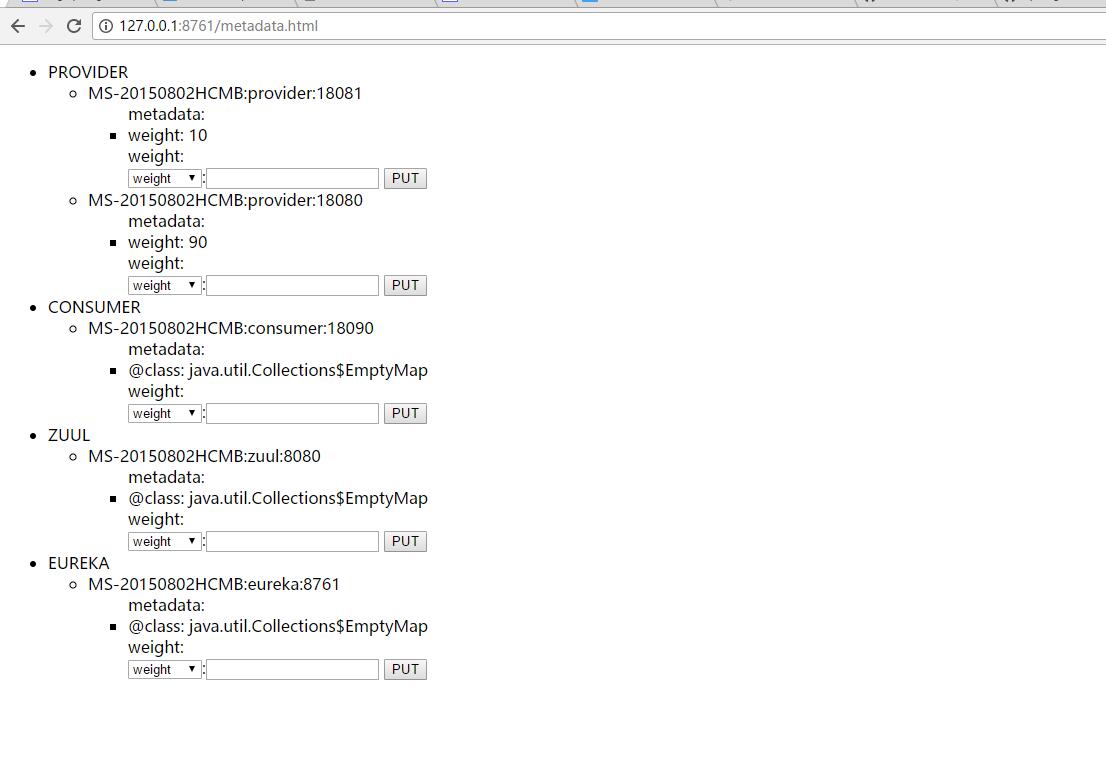 127.0.0.1:8761/metadata.html
PROVIDER
MS-20150802HCMB:provider:18081
metadata:
weight: 10
weight:
weight : PUT
MS-20150802HCMB:provider:18080
metadata:
weight: 90
weight:
weight : PUT
CONSUMER
MS-20150802HCMB:consumer:18090
metadata:
@class: java.util.Collections$EmptyMap
weight:
weight : PUT
ZUUL
MS-20150802HCMB:zuul:8080
metadata:
@class: java.util.Collections$EmptyMap
weight:
weight : PUT
EUREKA
MS-20150802HCMB:eureka:8761
metadata:
@class: java.util.Collections$EmptyMap
weight:
weight : PUT